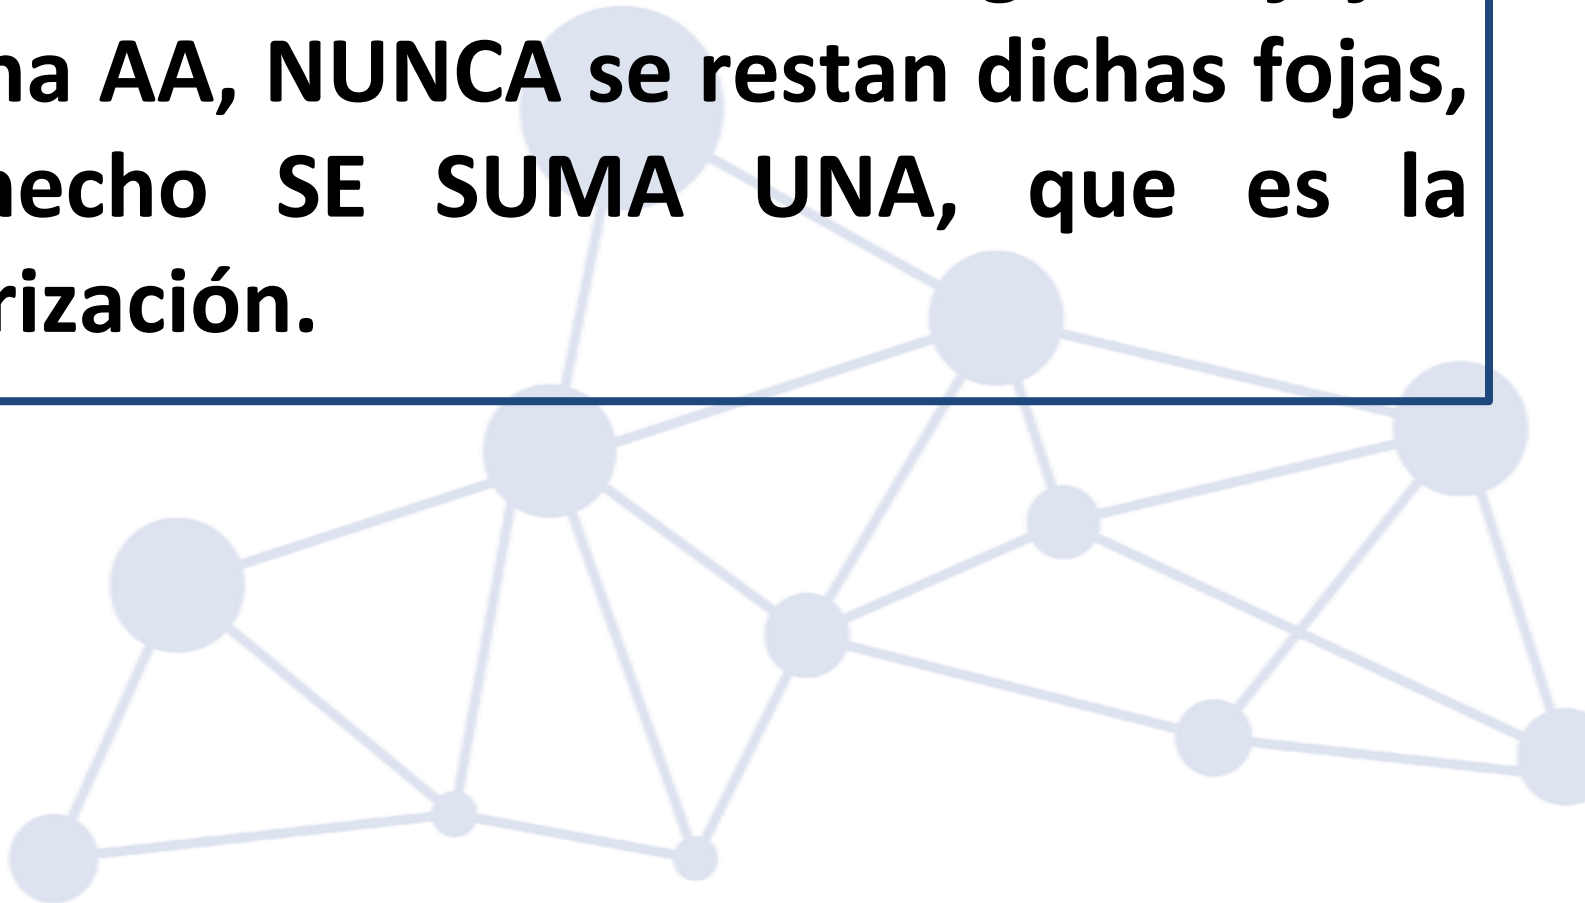 na AA, NUNCA se restan dichas fojas,
hecho SE SUMA UNA, que es la
rización.